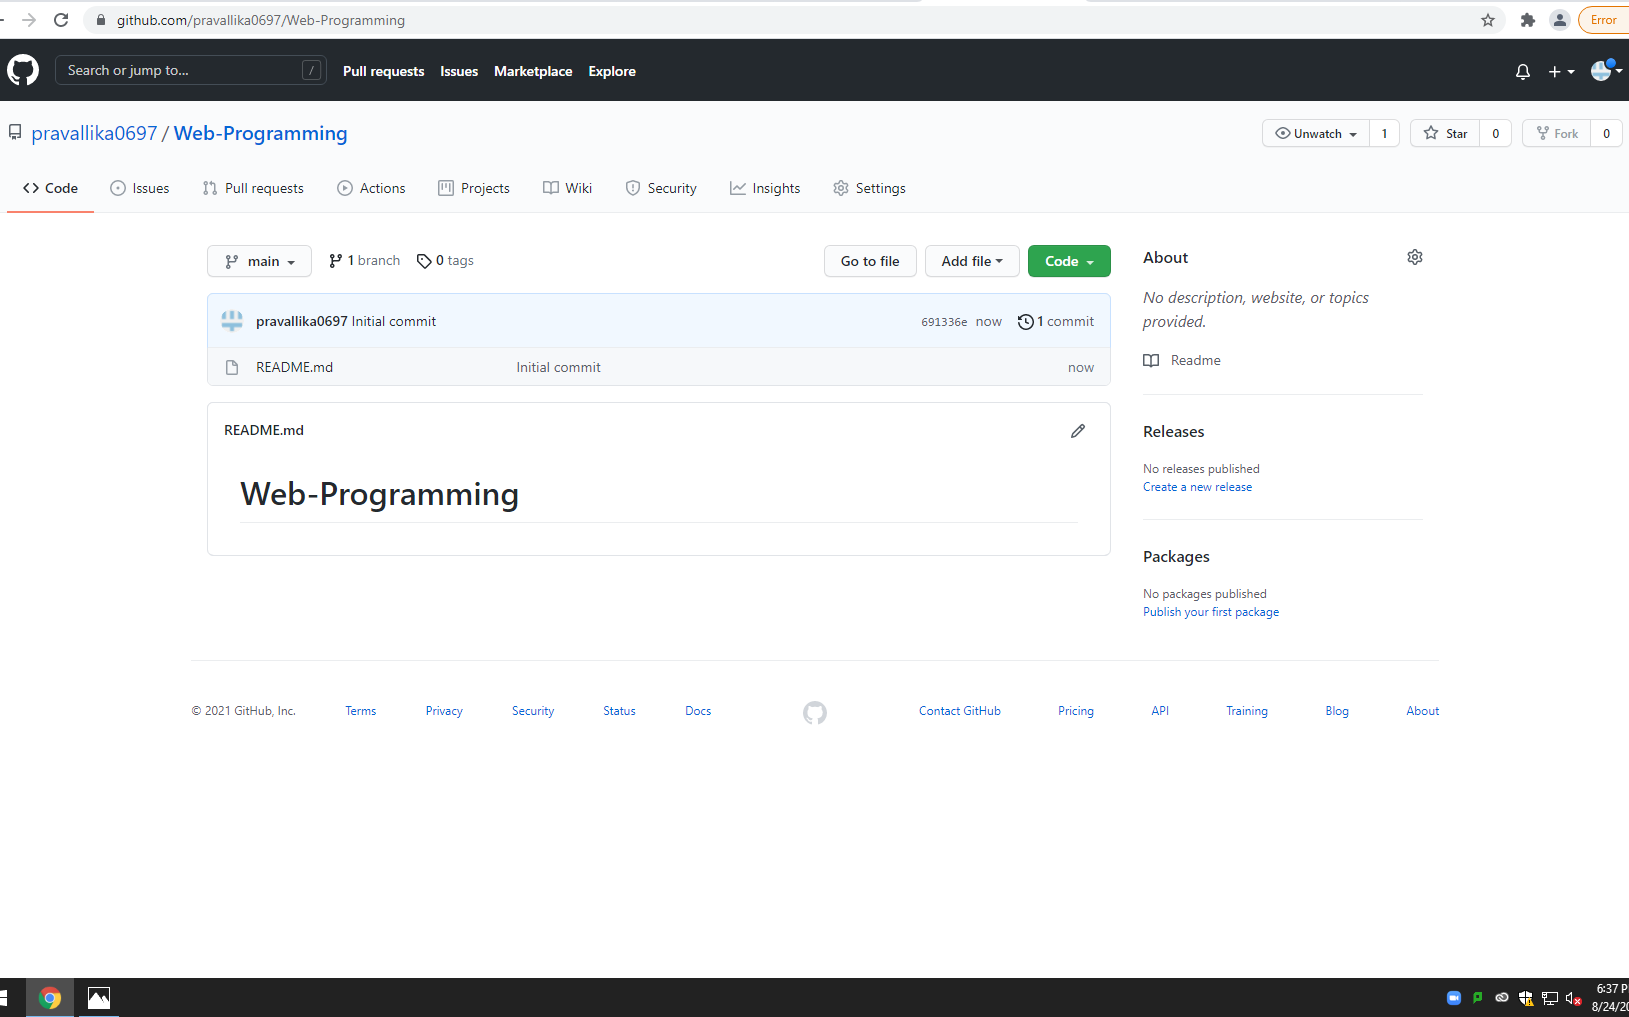 github.com/pravallika0697/Web-Programming
Error
Search or jump to... /
Pull requests Issues Marketplace Explore
pravallika0697 / Web-Programming
Unwatch 1 Star 0 Fork 0
Code Issues Pull requests Actions Projects Wiki Security Insights Settings
main 1 branch 0 tags Go to file Add file Code
pravallika0697 Initial commit 691336e now 1 commit
README.md Initial commit now
README.md
Web-Programming
About
No description, website, or topics
provided.
Readme
Releases
No releases published
Create a new release
Packages
No packages published
Publish your first package
© 2021 GitHub, Inc. Terms Privacy Security Status Docs Contact GitHub Pricing API Training Blog About
6:37 P
8/24/20